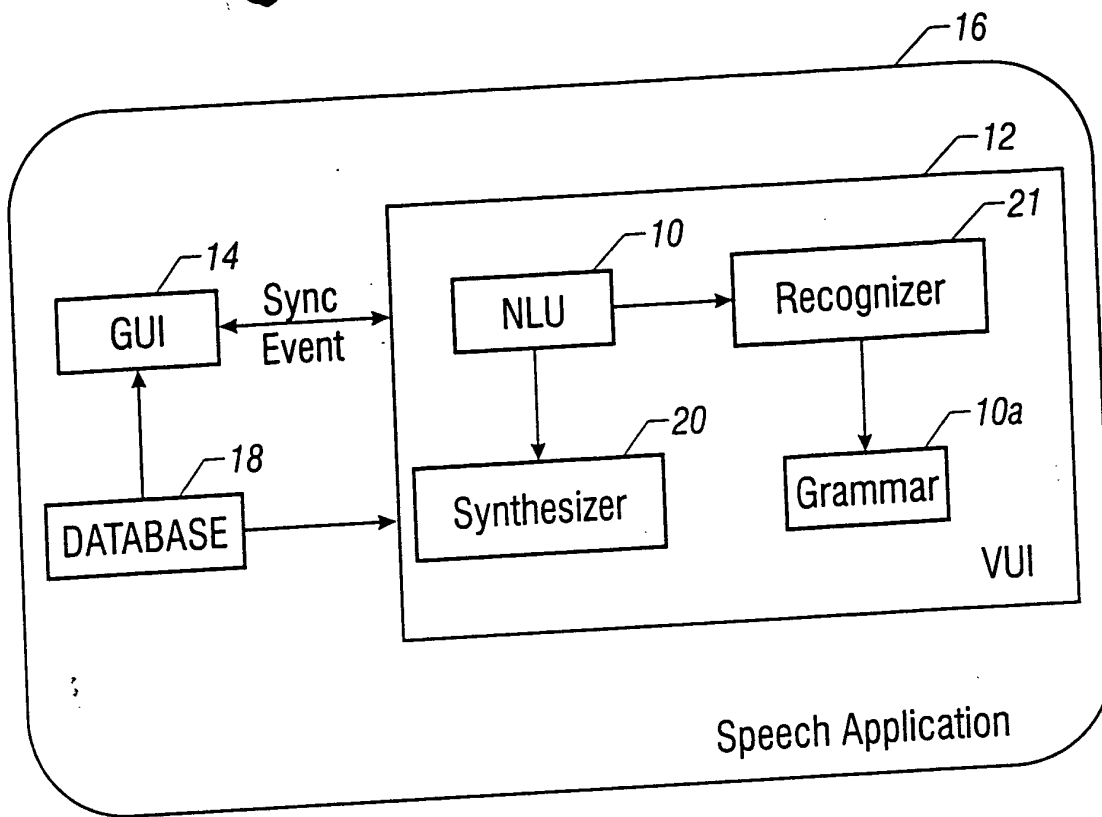 16
12
21
10
14
Recognizer
NLU
Sync
GUI
Event
20
10a
18
Grammar
Synthesizer
DATABASE
VUI
Speech Application